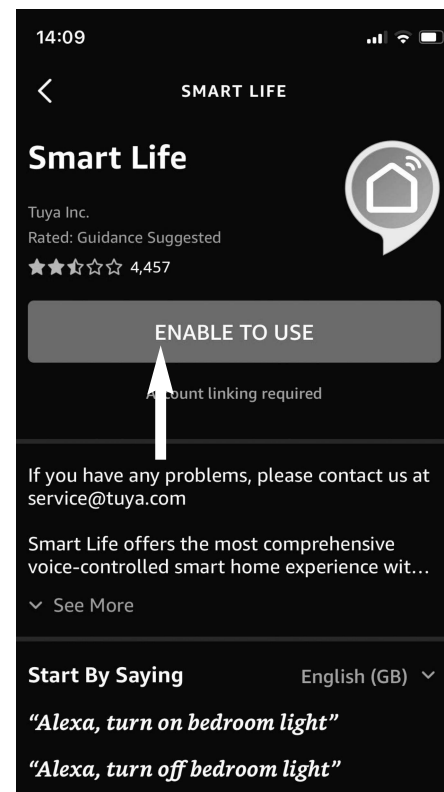 14:09
SMART LIFE
Smart Life
Tuya Inc.
Rated: Guidance Suggested
4,457
ENABLE TO USE
Account linking required
If you have any problems, please contact us at
service@tuya.com
Smart Life offers the most comprehensive
voice-controlled smart home experience wit...
See More
Start By Saying
English (GB)
“Alexa, turn on bedroom light”
“Alexa, turn off bedroom light”